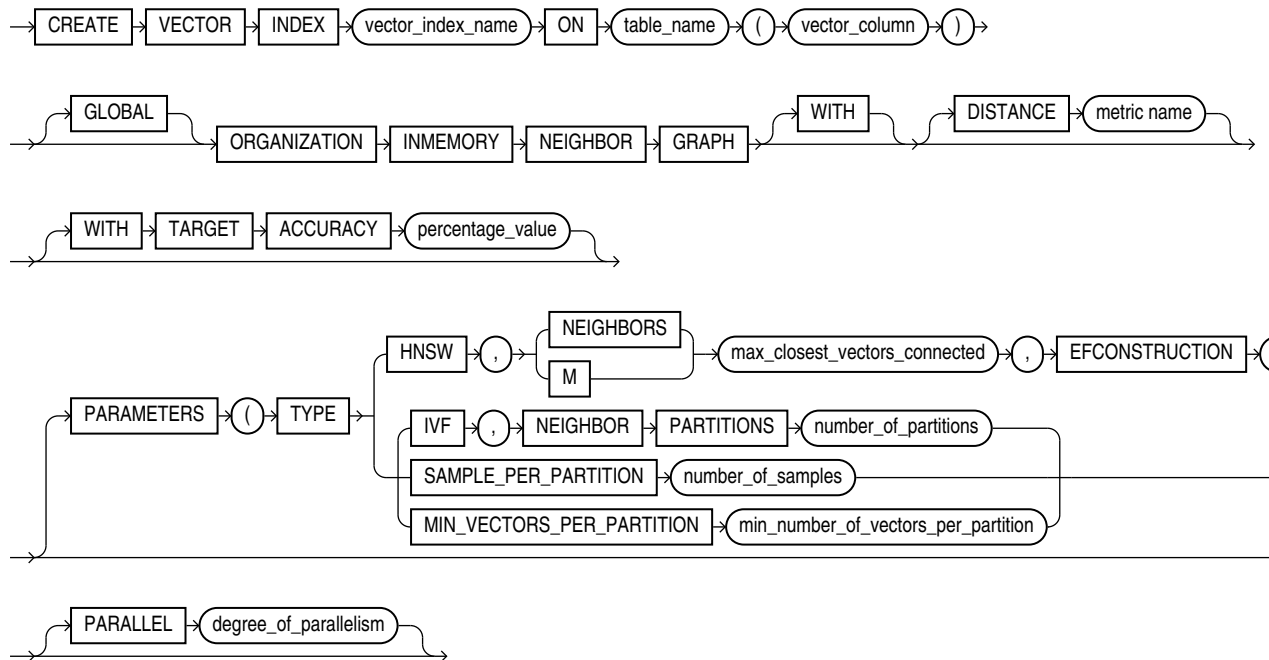 CREATE VECTOR INDEX vector_index_name ON table_name ( vector_column )
GLOBAL WITH DISTANCE metric name
ORGANIZATION INMEMORY NEIGHBOR GRAPH
WITH TARGET ACCURACY percentage_value
NEIGHBORS
HNSW , max_closest_vectors_connected , EFCONSTRUCTION (
M
PARAMETERS ( TYPE
IVF , NEIGHBOR PARTITIONS number_of_partitions
SAMPLE_PER_PARTITION number_of_samples
MIN_VECTORS_PER_PARTITION min_number_of_vectors_per_partition
PARALLEL degree_of_parallelism